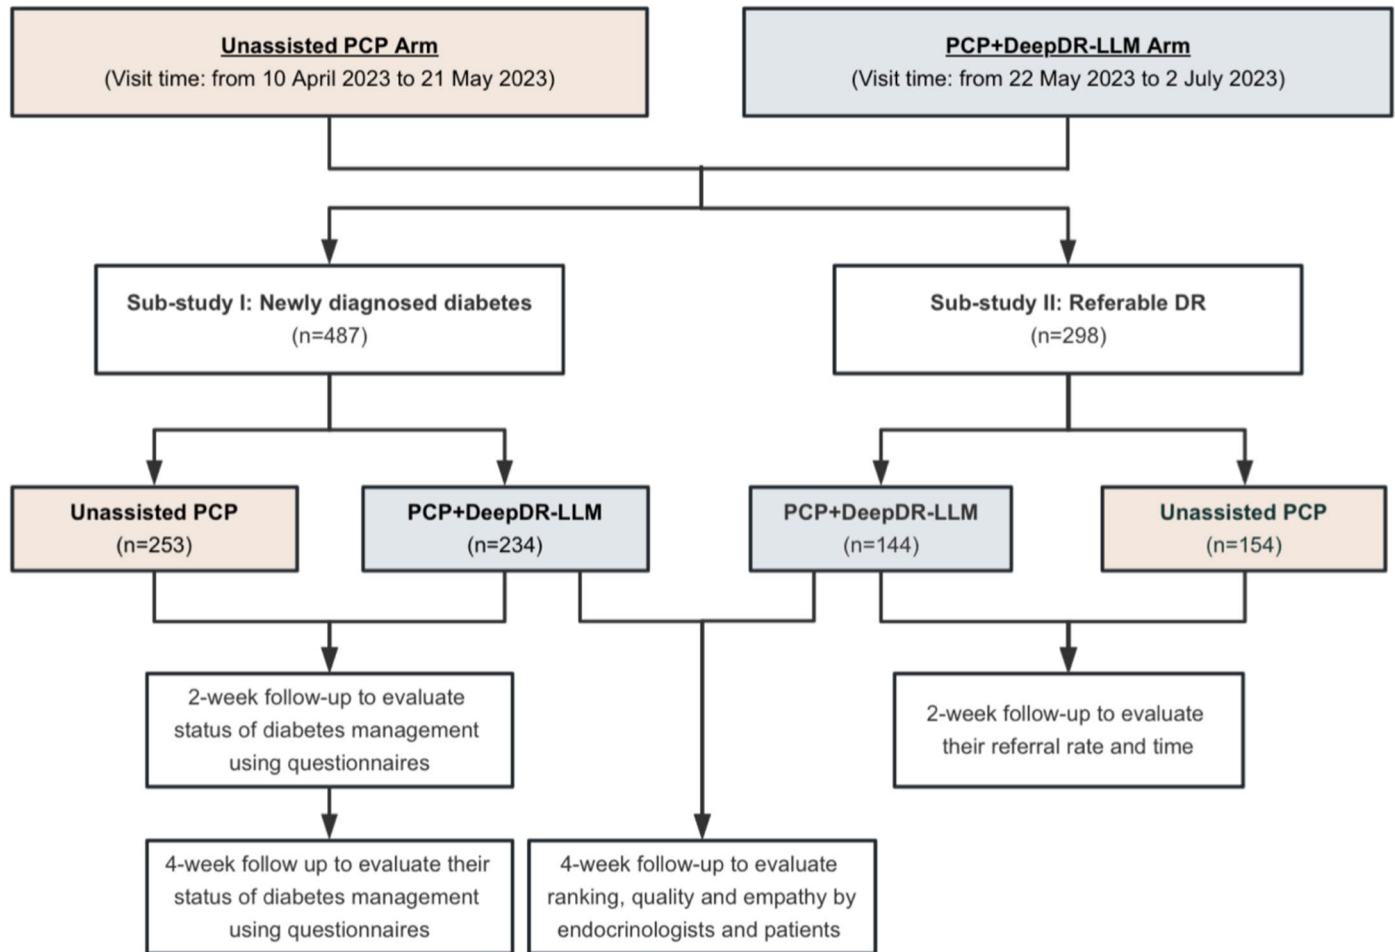 Unassisted PCP Arm
(Visit time: from 10 April 2023 to 21 May 2023)
PCP+DeepDR-LLM Arm
(Visit time: from 22 May 2023 to 2 July 2023)
Sub-study I: Newly diagnosed diabetes
(n=487)
Sub-study II: Referable DR
(n=298)
Unassisted PCP
(n=253)
PCP+DeepDR-LLM
(n=234)
PCP+DeepDR-LLM
(n=144)
Unassisted PCP
(n=154)
2-week follow-up to evaluate
status of diabetes management
using questionnaires
2-week follow-up to evaluate
their referral rate and time
4-week follow up to evaluate their
status of diabetes management
using questionnaires
4-week follow-up to evaluate
ranking, quality and empathy by
endocrinologists and patients